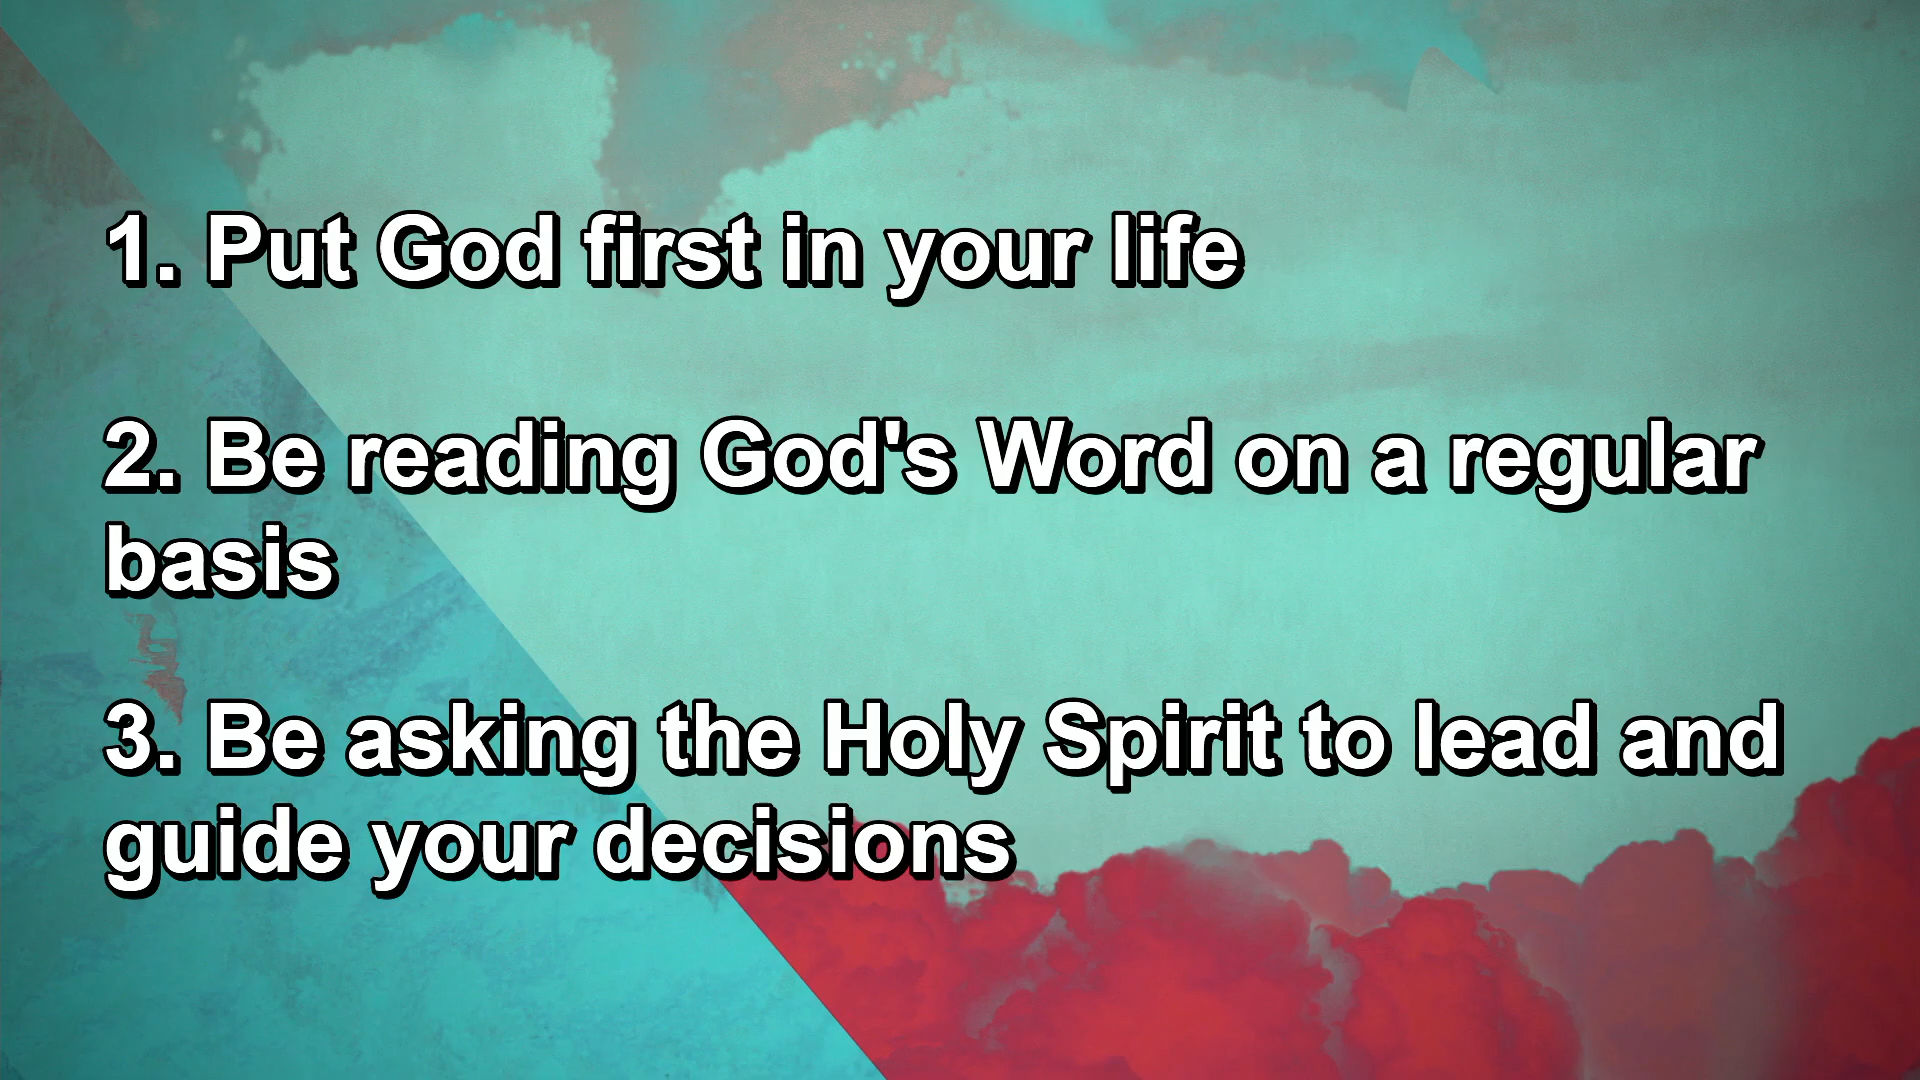 1. Put God first in your life
2. Be reading God's Word on a regular
basis
3. Be asking the Holy Spirit to lead and
guide your decisions